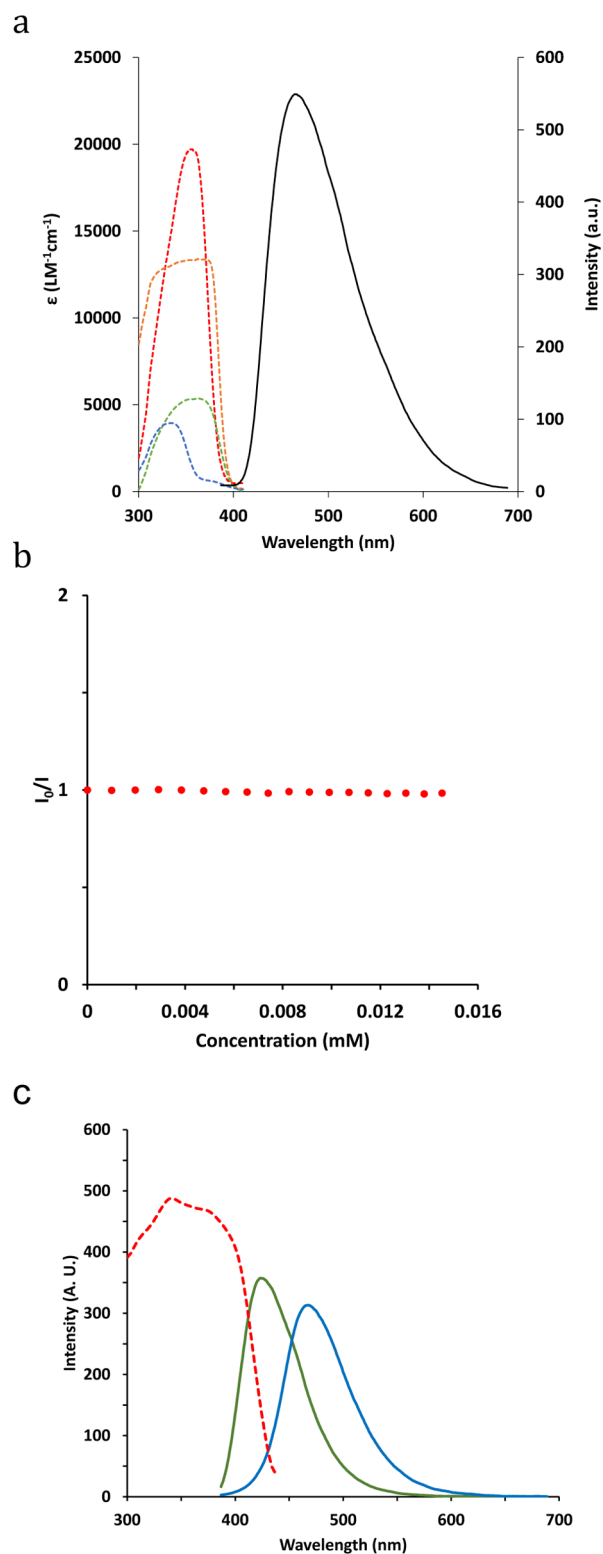 a
25000
20000
15000
10000
5000
0
ε (LM⁻¹cm⁻¹)
600
500
400
300
200
100
0
Intensity (a.u.)
300 400 500 600 700
Wavelength (nm)
b
2
1
0
I₀/I
0 0.004 0.008 0.012 0.016
Concentration (mM)
c
600
500
400
300
200
100
0
Intensity (A. U.)
300 400 500 600 700
Wavelength (nm)